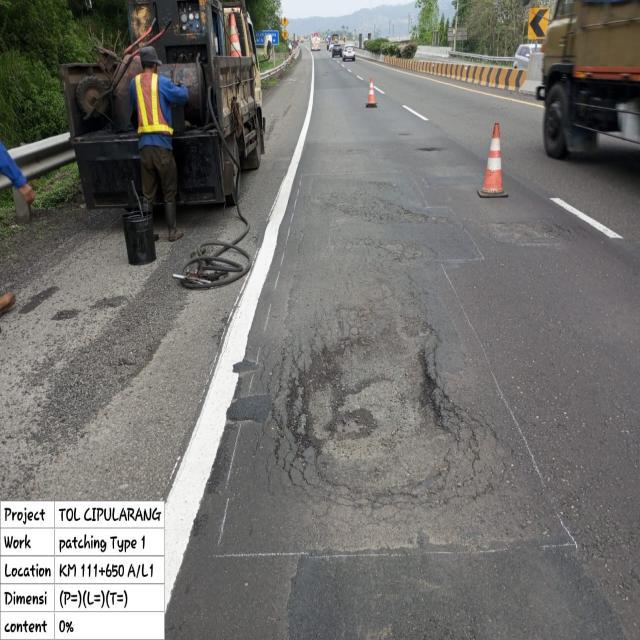 Project TOL CIPULARANG
Work patching Type 1
Location KM 111+650 A/L1
Dimensi (P=)(L=)(T=)
content 0%